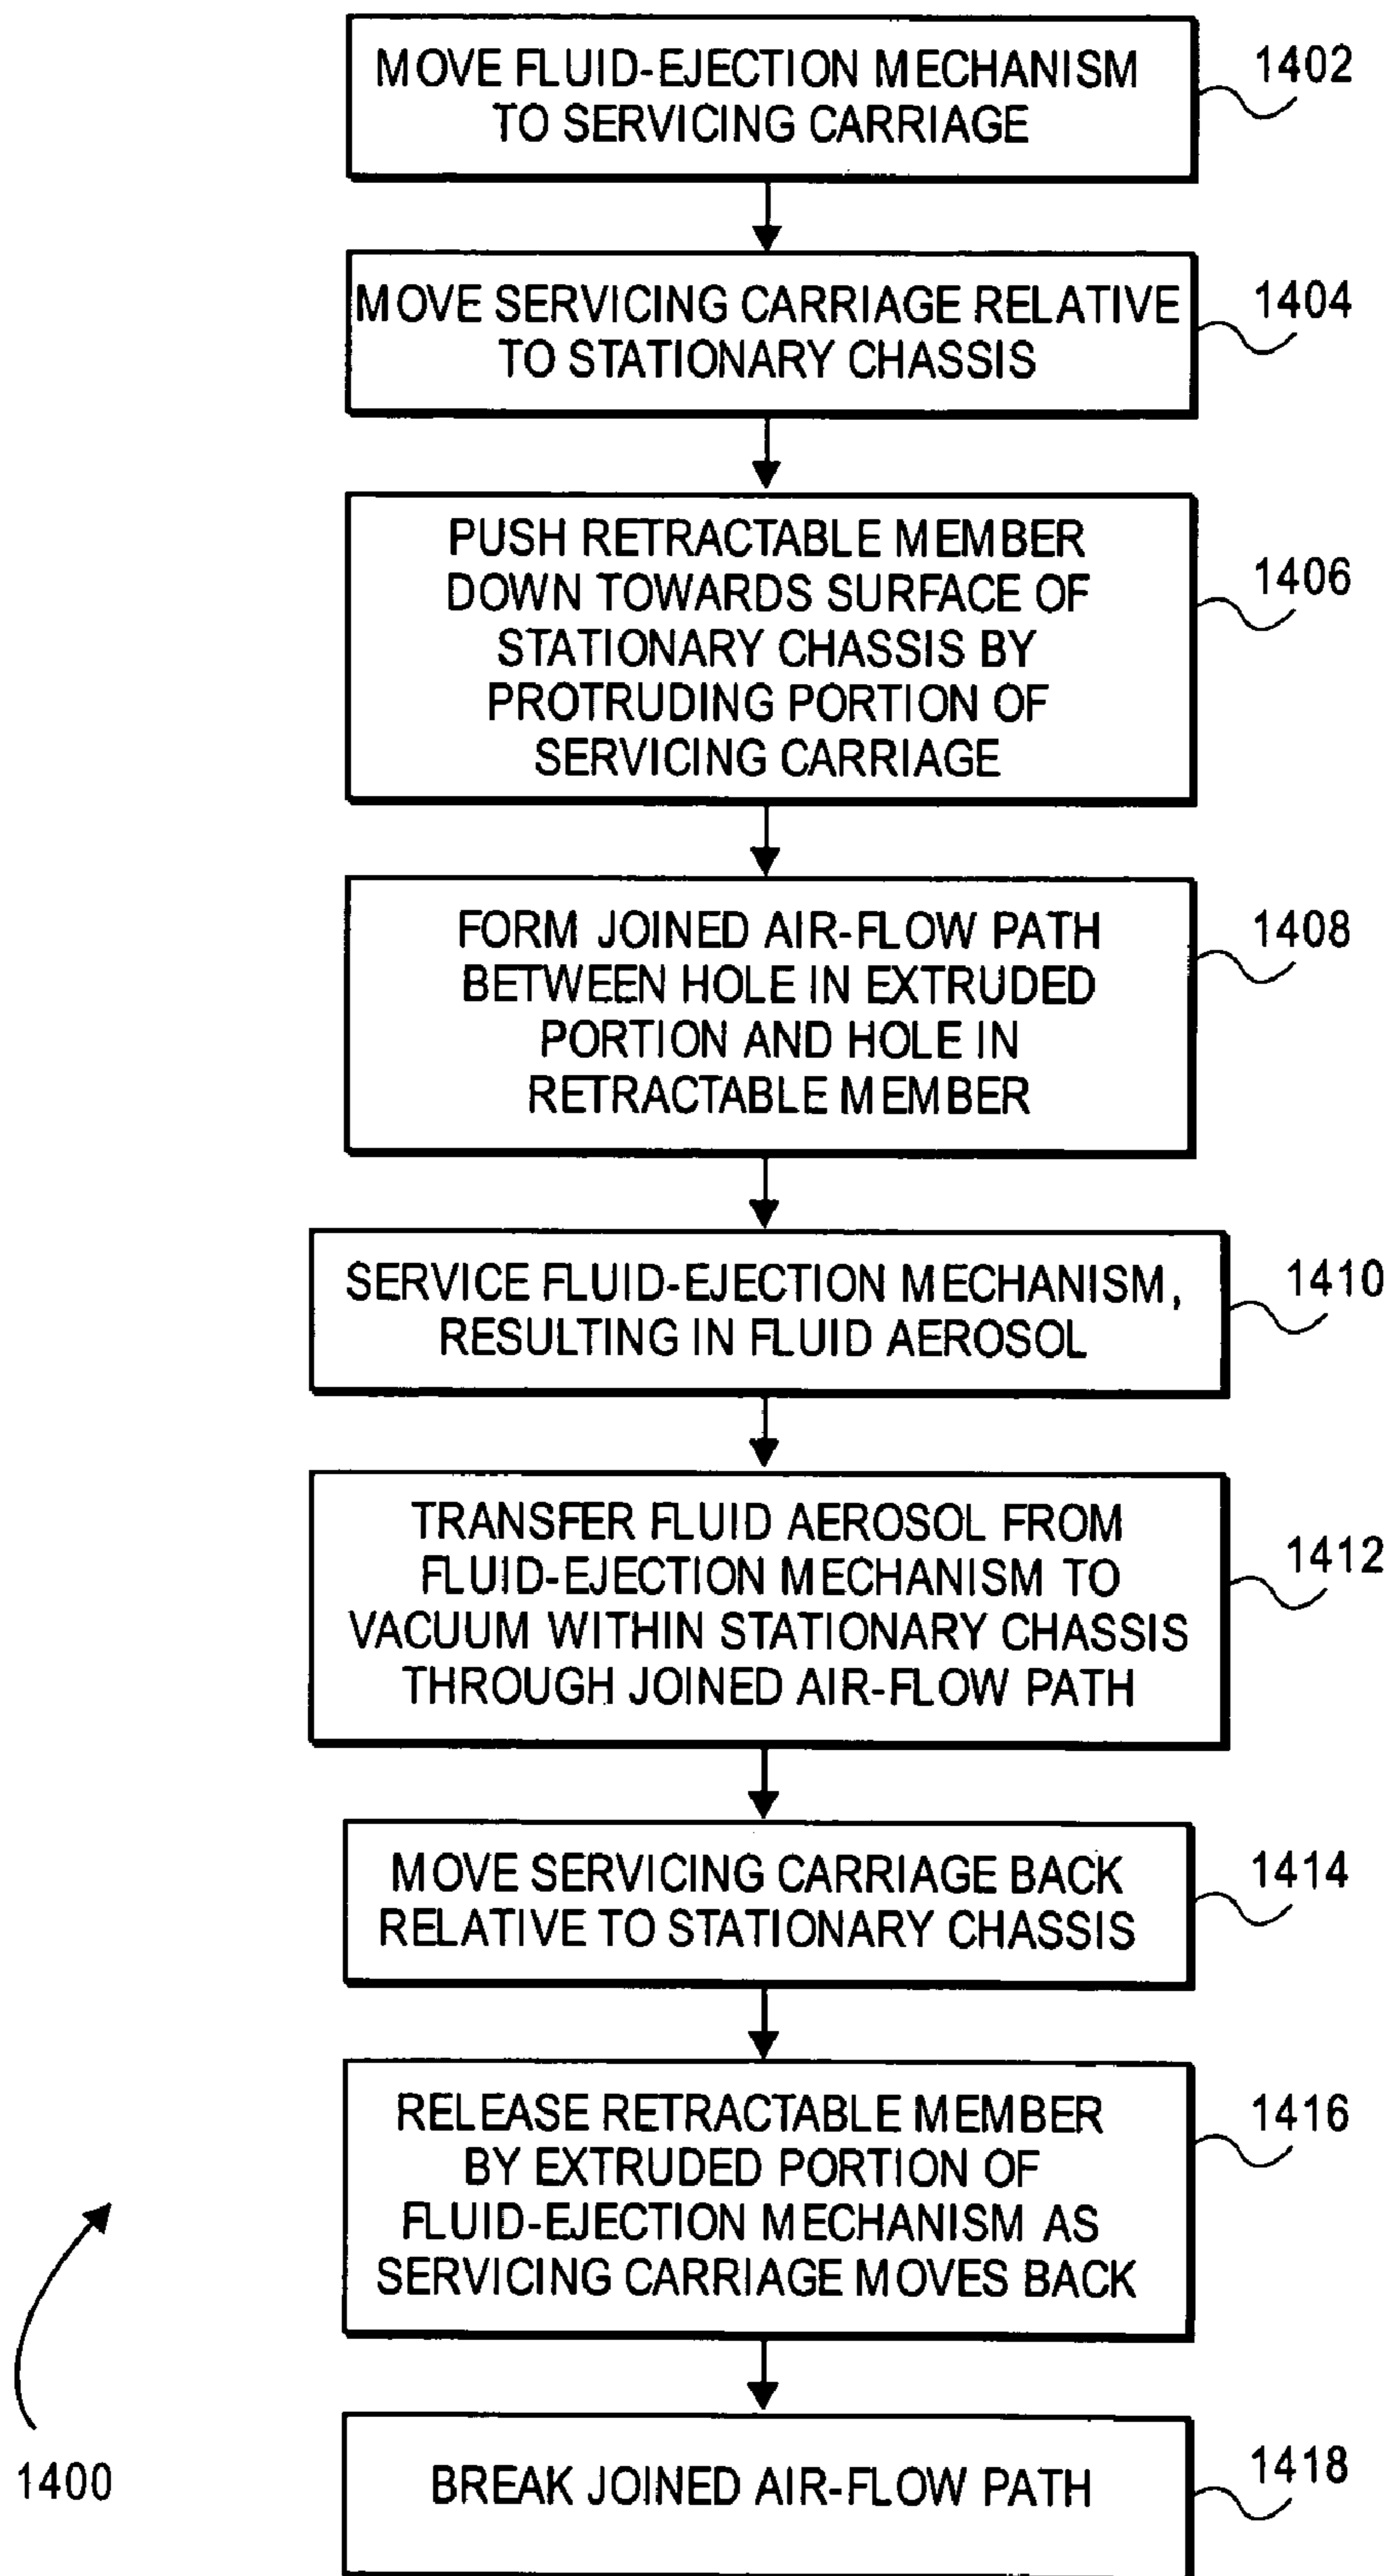 MOVE FLUID-EJECTION MECHANISM
TO SERVICING CARRIAGE
1402
MOVE SERVICING CARRIAGE RELATIVE
TO STATIONARY CHASSIS
1404
PUSH RETRACTABLE MEMBER
DOWN TOWARDS SURFACE OF
STATIONARY CHASSIS BY
PROTRUDING PORTION OF
SERVICING CARRIAGE
1406
FORM JOINED AIR-FLOW PATH
BETWEEN HOLE IN EXTRUDED
PORTION AND HOLE IN
RETRACTABLE MEMBER
1408
SERVICE FLUID-EJECTION MECHANISM,
RESULTING IN FLUID AEROSOL
1410
TRANSFER FLUID AEROSOL FROM
FLUID-EJECTION MECHANISM TO
VACUUM WITHIN STATIONARY CHASSIS
THROUGH JOINED AIR-FLOW PATH
1412
MOVE SERVICING CARRIAGE BACK
RELATIVE TO STATIONARY CHASSIS
1414
RELEASE RETRACTABLE MEMBER
BY EXTRUDED PORTION OF
FLUID-EJECTION MECHANISM AS
SERVICING CARRIAGE MOVES BACK
1416
BREAK JOINED AIR-FLOW PATH
1418
1400